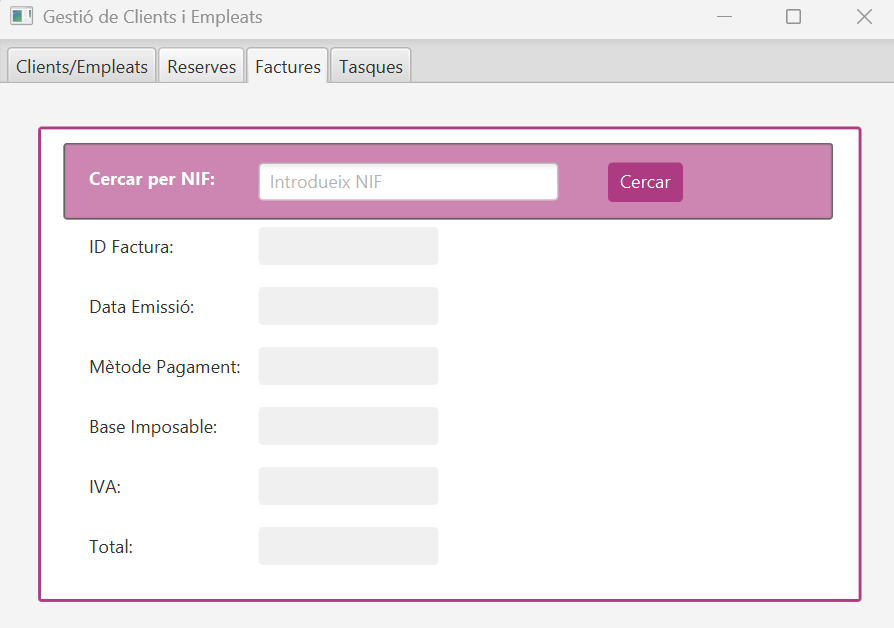 Gestió de Clients i Empleats
Clients/Empleats Reserves Factures Tasques
Cercar per NIF: Introdueix NIF Cercar
ID Factura:
Data Emissió:
Mètode Pagament:
Base Imposable:
IVA:
Total: